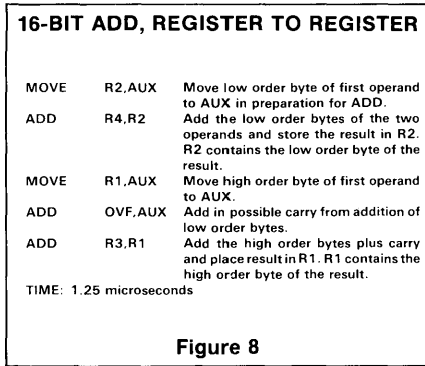 16-BIT ADD, REGISTER TO REGISTER
MOVE R2,AUX Move low order byte of first operand
to AUX in preparation for ADD.
ADD R4,R2 Add the low order bytes of the two
operands and store the result in R2.
R2 contains the low order byte of the
result.
MOVE R1,AUX Move high order byte of first operand
to AUX.
ADD OVF,AUX Add in possible carry from addition of
low order bytes.
ADD R3,R1 Add the high order bytes plus carry
and place result in R1. R1 contains the
high order byte of the result.
TIME: 1.25 microseconds
Figure 8